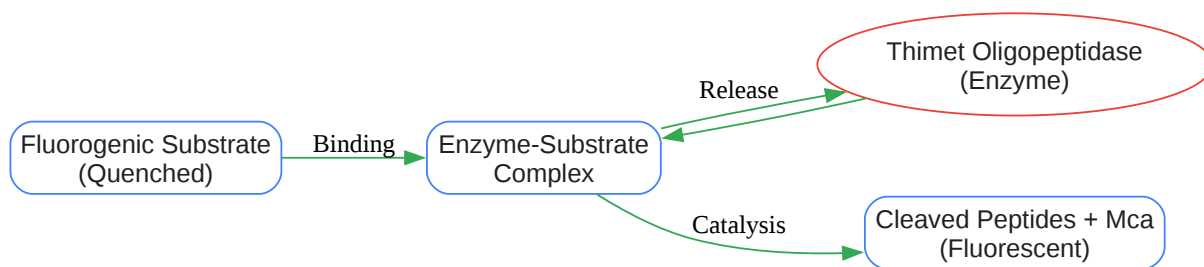 Fluorogenic Substrate
(Quenched)
Binding
Enzyme-Substrate
Complex
Release
Thimet Oligopeptidase
(Enzyme)
Catalysis
Cleaved Peptides + Mca
(Fluorescent)